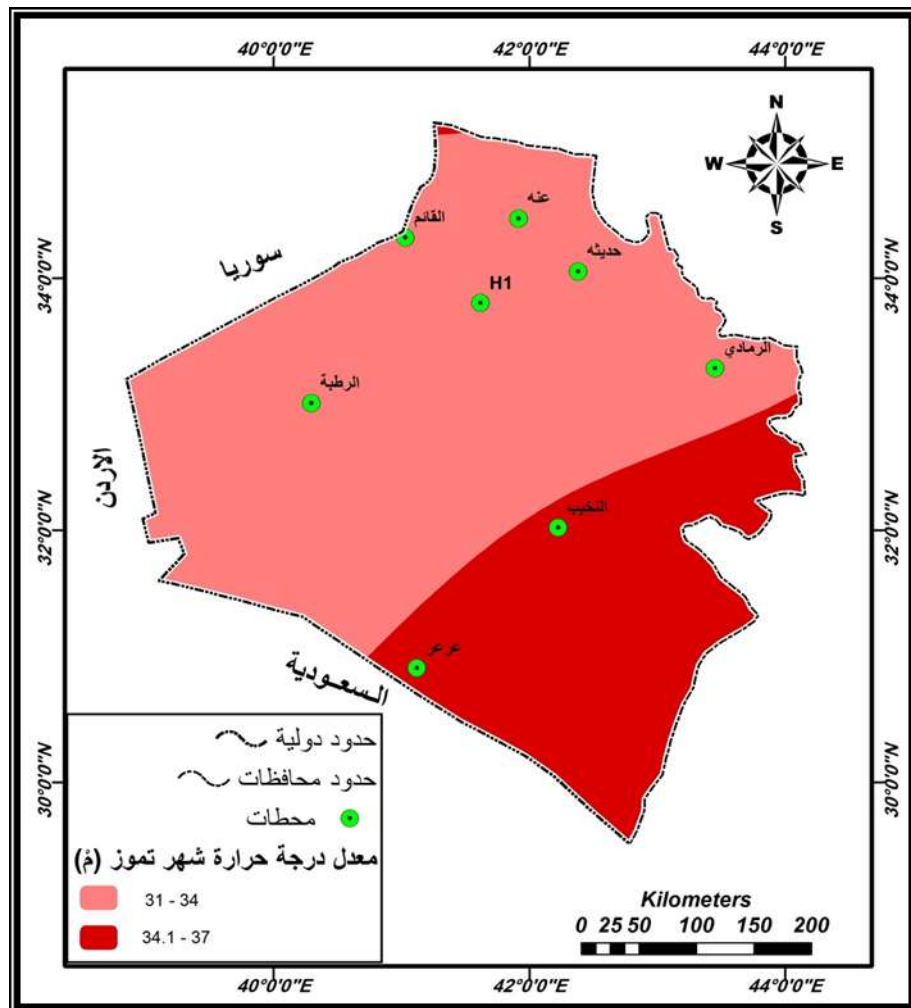 40°0'0"E 42°0'0"E 44°0'0"E
N
W E
S
عنه
القائم
سوريا
حديثه
34°0'0"N 34°0'0"N
H1
الرمادي
الرطبة
الاردن
النخيب
32°0'0"N 32°0'0"N
عرعر
السعودية
حدود دولية
حدود محافظات
30°0'0"N 30°0'0"N
محطات
معدل درجة حرارة شهر تموز (مْ)
31 - 34
34.1 - 37
Kilometers
0 25 50 100 150 200
40°0'0"E 42°0'0"E 44°0'0"E